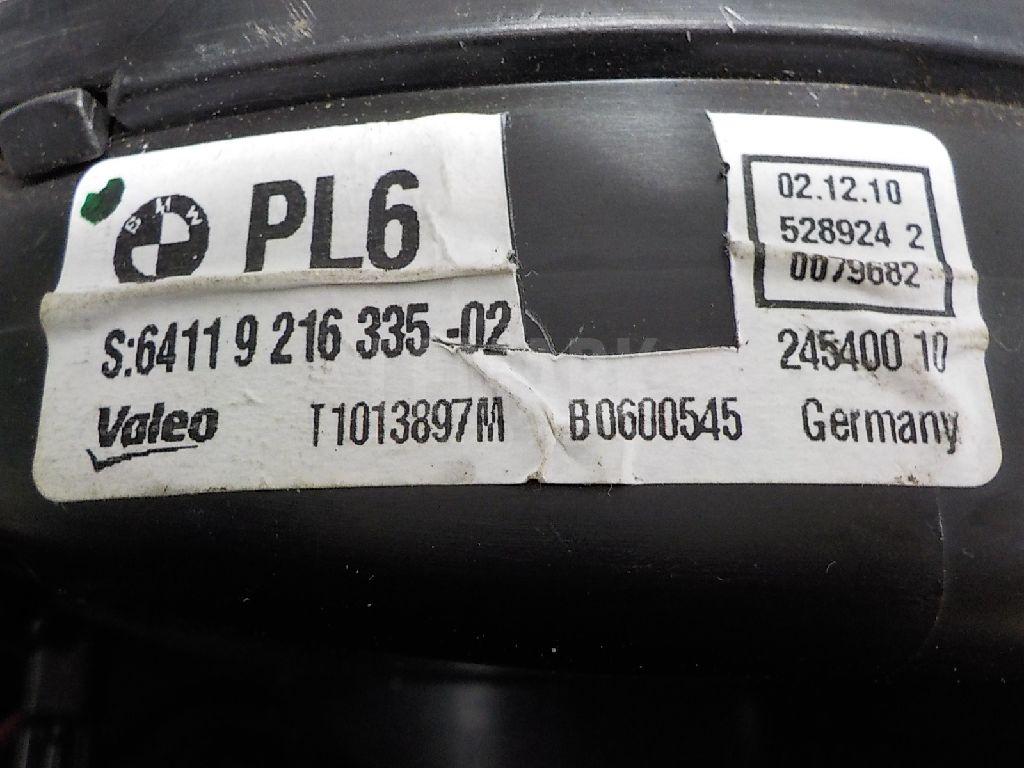 BMW PL6
02.12.10
528924 2
0079682
S:6411 9 216 335-02
245400 10
Valeo T1013897M B0600545 Germany